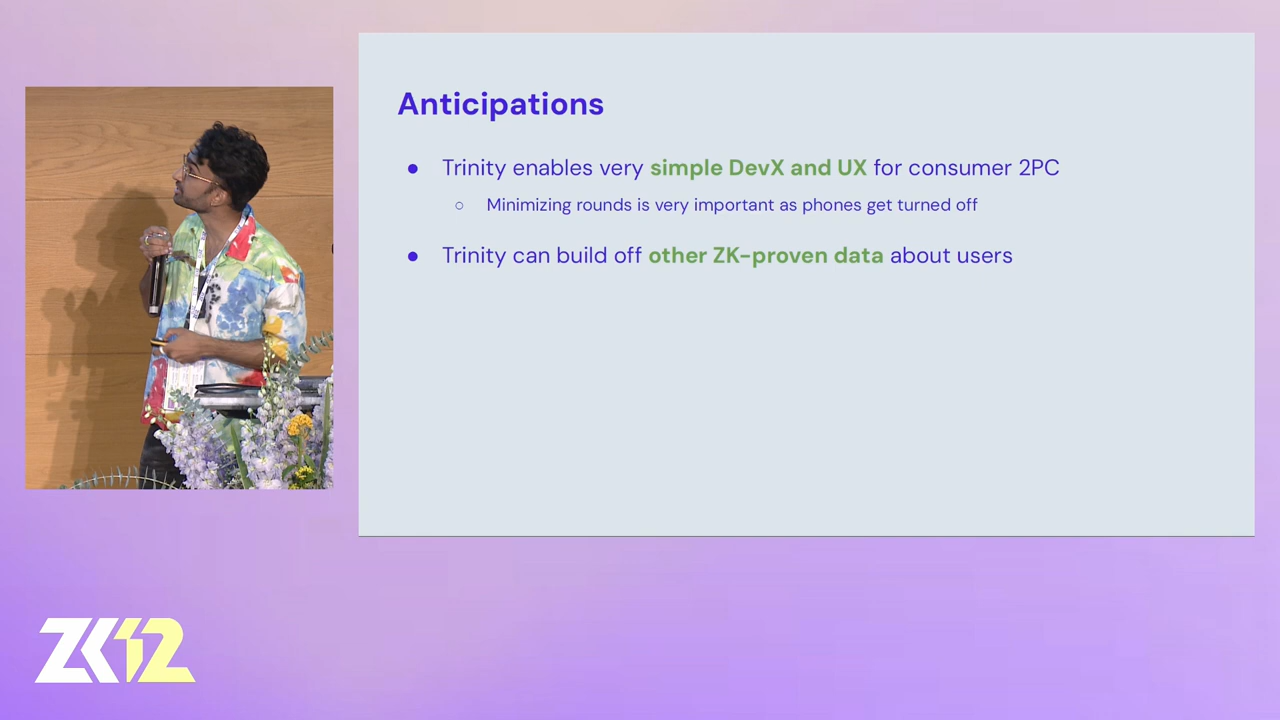 Anticipations
● Trinity enables very simple DevX and UX for consumer 2PC
○ Minimizing rounds is very important as phones get turned off
● Trinity can build off other ZK-proven data about users
ZK12